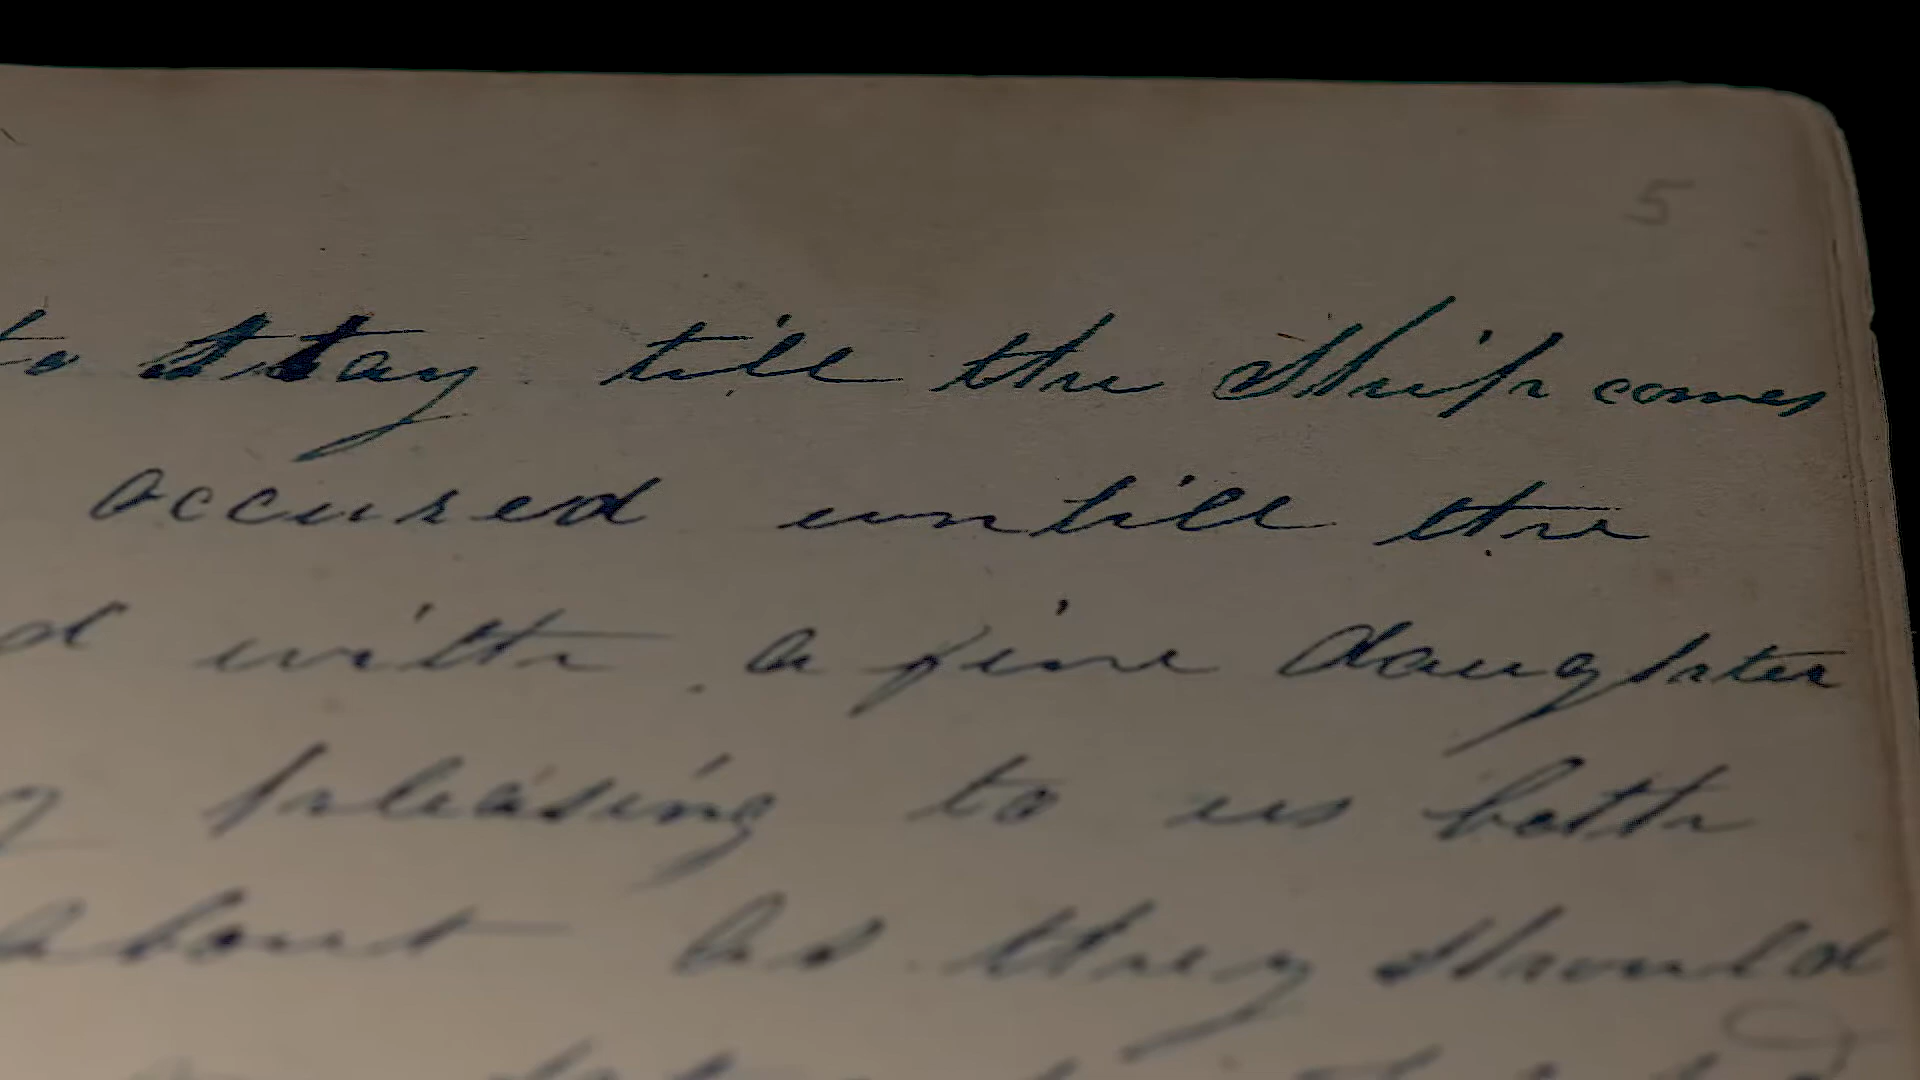 5
to stay till the Ship comes
occured untill the
with a fine daughter
pleasing to us both
about as they should